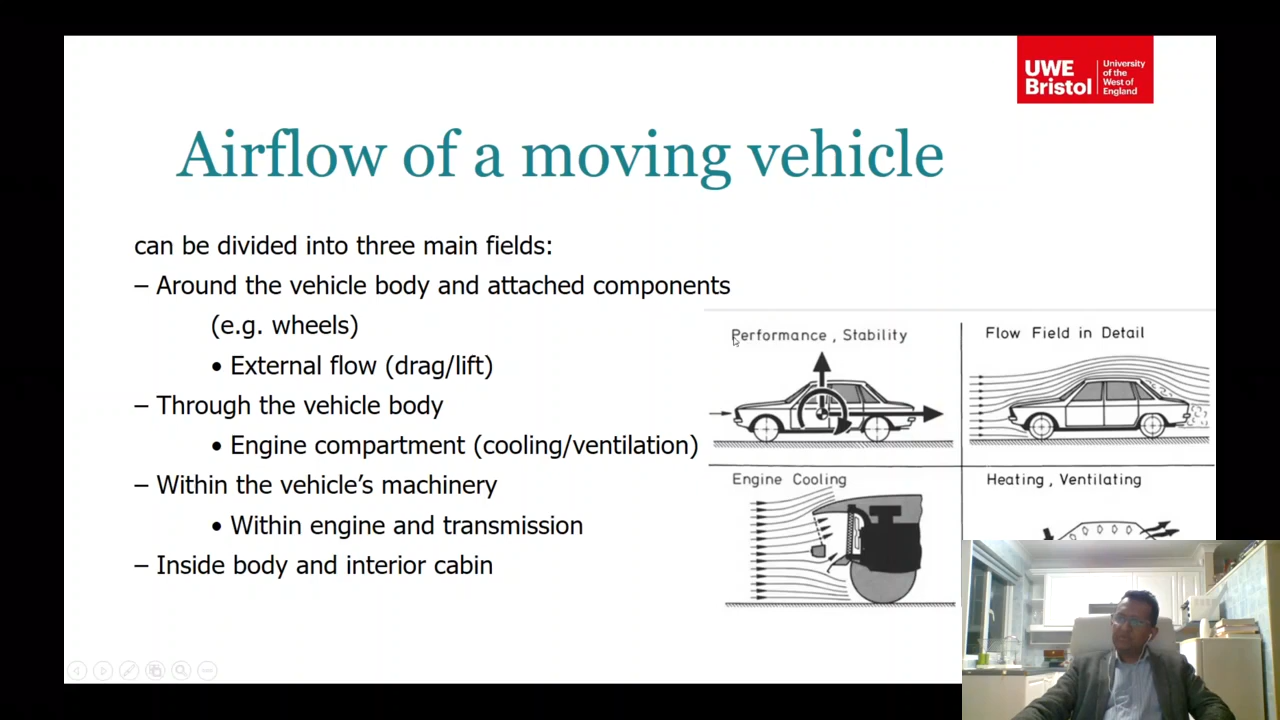 UWE
Bristol
University
of the
West of
England
Airflow of a moving vehicle
can be divided into three main fields:
– Around the vehicle body and attached components
(e.g. wheels)
• External flow (drag/lift)
– Through the vehicle body
• Engine compartment (cooling/ventilation)
– Within the vehicle's machinery
• Within engine and transmission
– Inside body and interior cabin
Performance , Stability
Flow Field in Detail
Engine Cooling
Heating , Ventilating